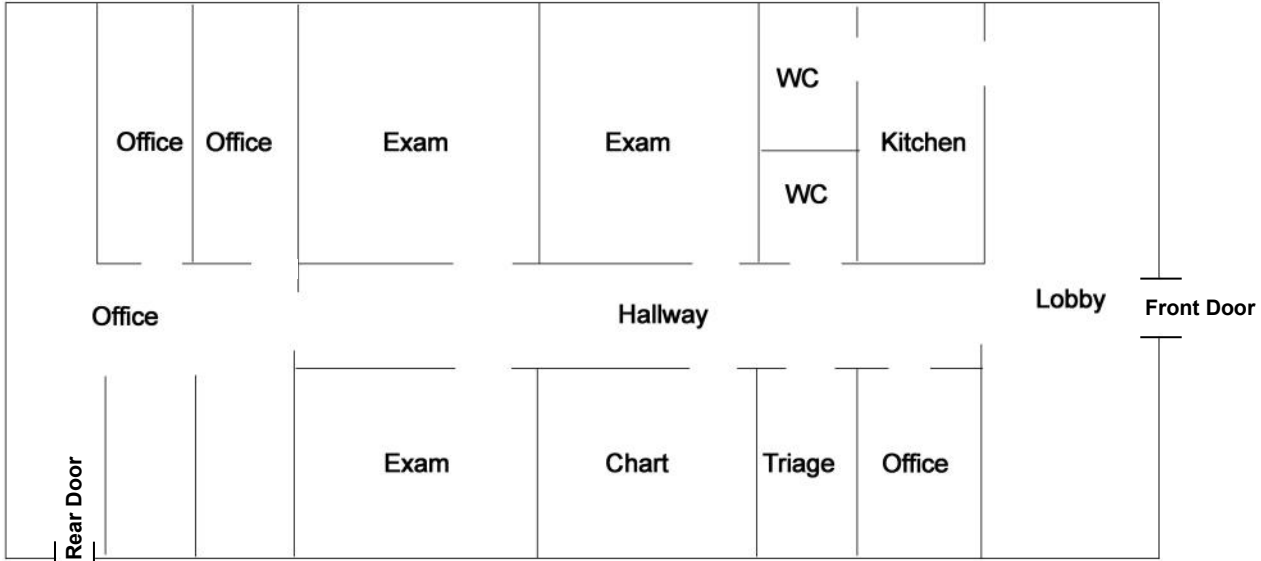 WC
Office
Office
Exam
Exam
Kitchen
WC
Office
Hallway
Lobby
Front Door
Rear Door
Exam
Chart
Triage
Office